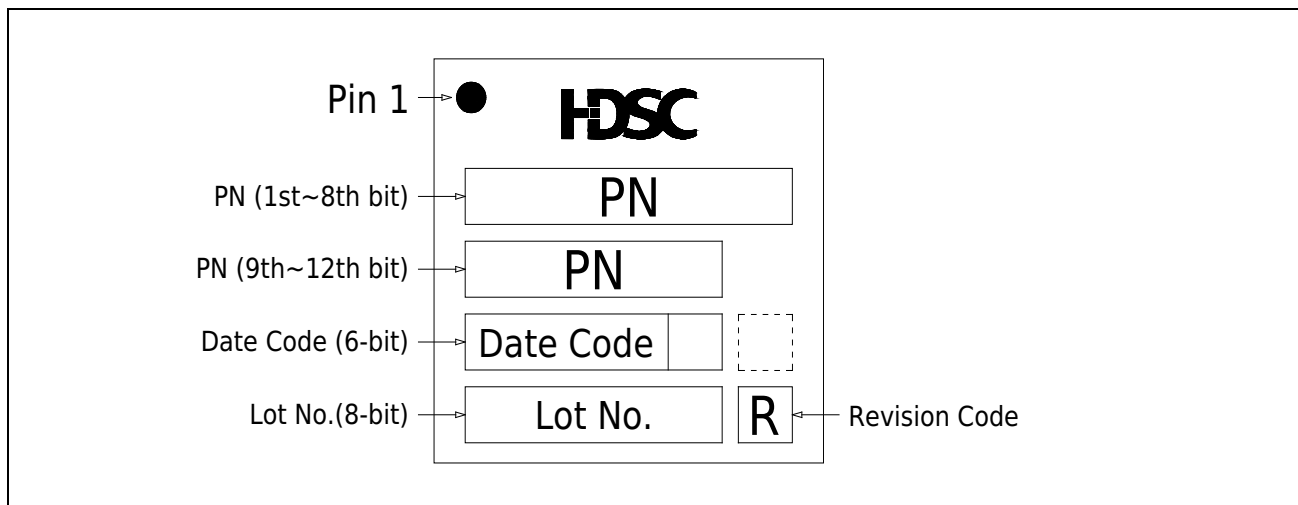 Pin 1 HDSC
PN (1st~8th bit) PN
PN (9th~12th bit) PN
Date Code (6-bit) Date Code
Lot No.(8-bit) Lot No. R Revision Code